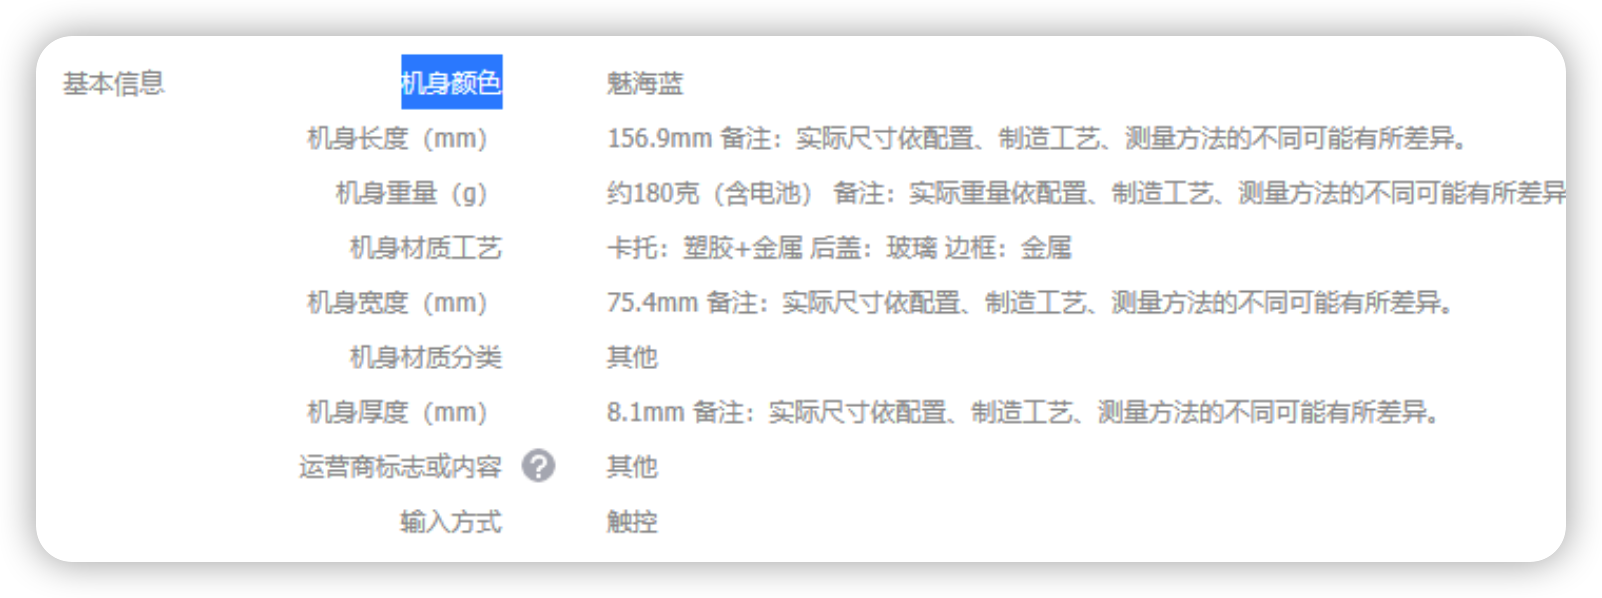 基本信息 机身颜色 魅海蓝
机身长度（mm） 156.9mm 备注：实际尺寸依配置、制造工艺、测量方法的不同可能有所差异。
机身重量（g） 约180克（含电池） 备注：实际重量依配置、制造工艺、测量方法的不同可能有所差异
机身材质工艺 卡托：塑胶+金属 后盖：玻璃 边框：金属
机身宽度（mm） 75.4mm 备注：实际尺寸依配置、制造工艺、测量方法的不同可能有所差异。
机身材质分类 其他
机身厚度（mm） 8.1mm 备注：实际尺寸依配置、制造工艺、测量方法的不同可能有所差异。
运营商标志或内容 ? 其他
输入方式 触控